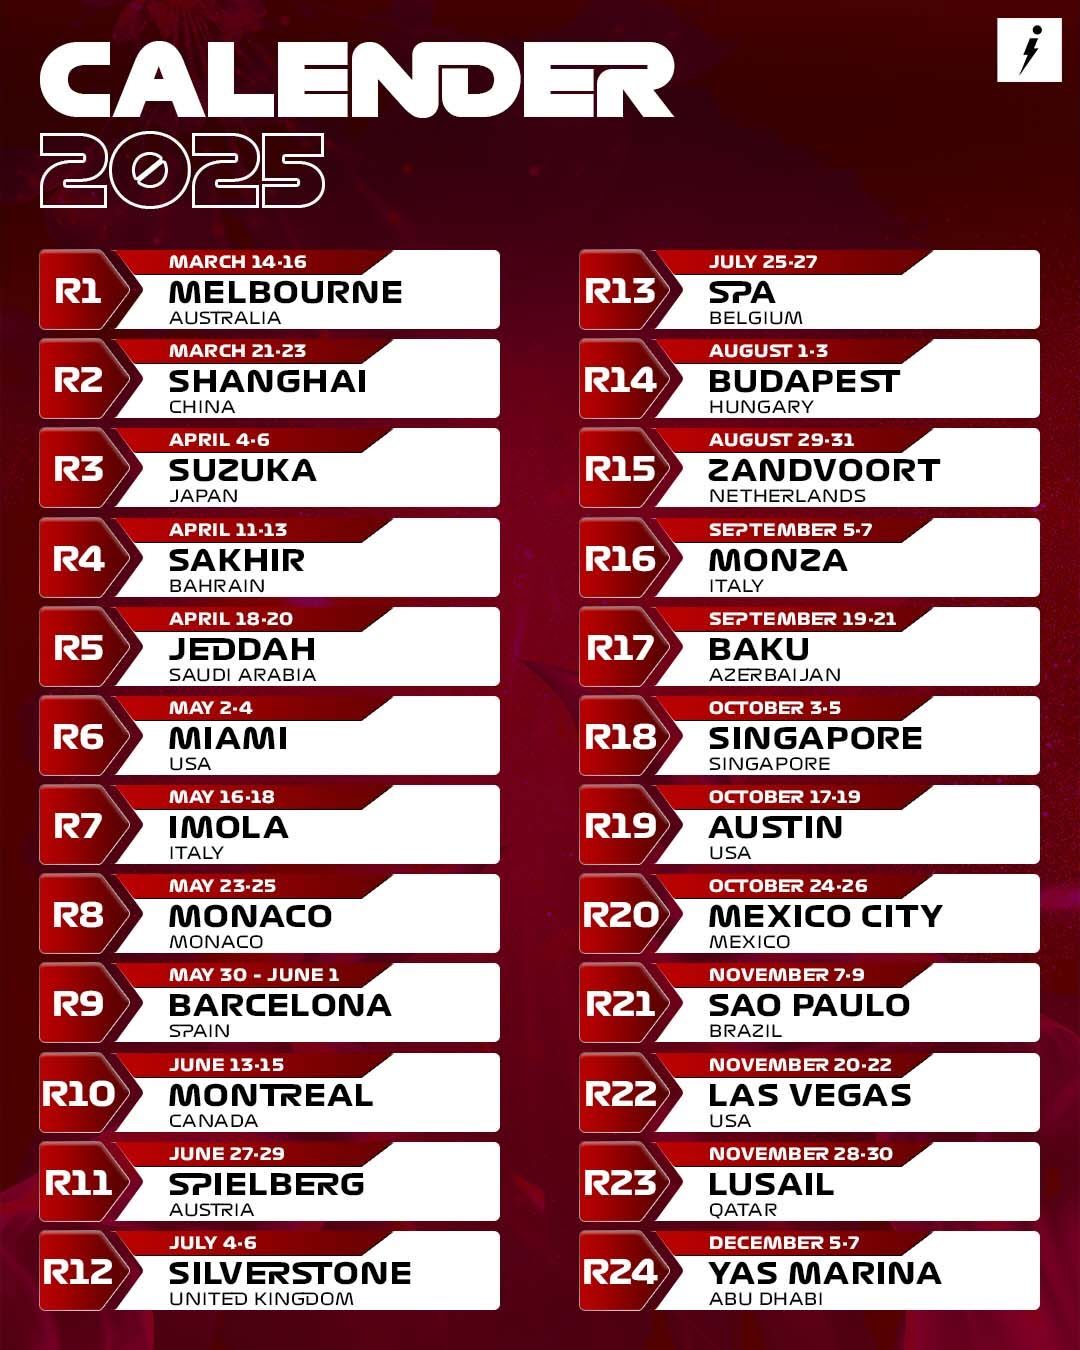 CALENDER
2025
R1
MARCH 14-16
MELBOURNE
AUSTRALIA
R2
MARCH 21-23
SHANGHAI
CHINA
R3
APRIL 4-6
SUZUKA
JAPAN
R4
APRIL 11-13
SAKHIR
BAHRAIN
R5
APRIL 18-20
JEDDAH
SAUDI ARABIA
R6
MAY 2-4
MIAMI
USA
R7
MAY 16-18
IMOLA
ITALY
R8
MAY 23-25
MONACO
MONACO
R9
MAY 30 - JUNE 1
BARCELONA
SPAIN
R10
JUNE 13-15
MONTREAL
CANADA
R11
JUNE 27-29
SPIELBERG
AUSTRIA
R12
JULY 4-6
SILVERSTONE
UNITED KINGDOM
R13
JULY 25-27
SPA
BELGIUM
R14
AUGUST 1-3
BUDAPEST
HUNGARY
R15
AUGUST 29-31
ZANDVOORT
NETHERLANDS
R16
SEPTEMBER 5-7
MONZA
ITALY
R17
SEPTEMBER 19-21
BAKU
AZERBAIJAN
R18
OCTOBER 3-5
SINGAPORE
SINGAPORE
R19
OCTOBER 17-19
AUSTIN
USA
R20
OCTOBER 24-26
MEXICO CITY
MEXICO
R21
NOVEMBER 7-9
SAO PAULO
BRAZIL
R22
NOVEMBER 20-22
LAS VEGAS
USA
R23
NOVEMBER 28-30
LUSAIL
QATAR
R24
DECEMBER 5-7
YAS MARINA
ABU DHABI